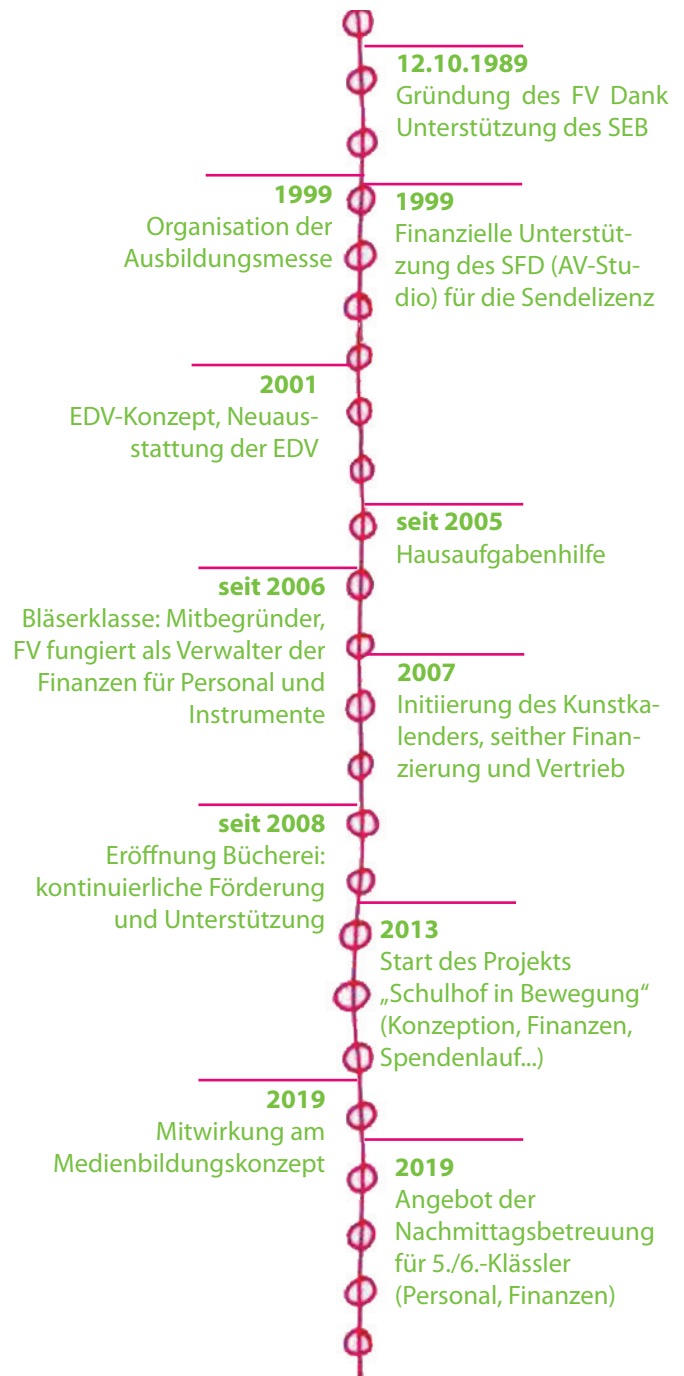 12.10.1989
Gründung des FV Dank
Unterstützung des SEB
1999
Organisation der
Ausbildungsmesse
1999
Finanzielle Unterstüt-
zung des SFD (AV-Stu-
dio) für die Sendelizenz
2001
EDV-Konzept, Neuaus-
stattung der EDV
seit 2005
Hausaufgabenhilfe
seit 2006
Bläserklasse: Mitbegründer,
FV fungiert als Verwalter der
Finanzen für Personal und
Instrumente
2007
Initiierung des Kunstka-
lenders, seither Finan-
zierung und Vertrieb
seit 2008
Eröffnung Bücherei:
kontinuierliche Förderung
und Unterstützung
2013
Start des Projekts
„Schulhof in Bewegung“
(Konzeption, Finanzen,
Spendenlauf...)
2019
Mitwirkung am
Medienbildungskonzept
2019
Angebot der
Nachmittagsbetreuung
für 5./6.-Klässler
(Personal, Finanzen)